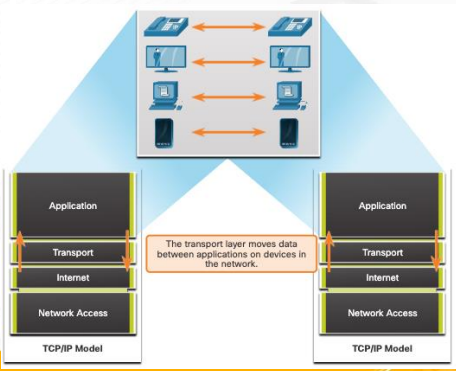 Application
Transport
Internet
Network Access
TCP/IP Model
The transport layer moves data
between applications on devices in
the network.
Application
Transport
Internet
Network Access
TCP/IP Model